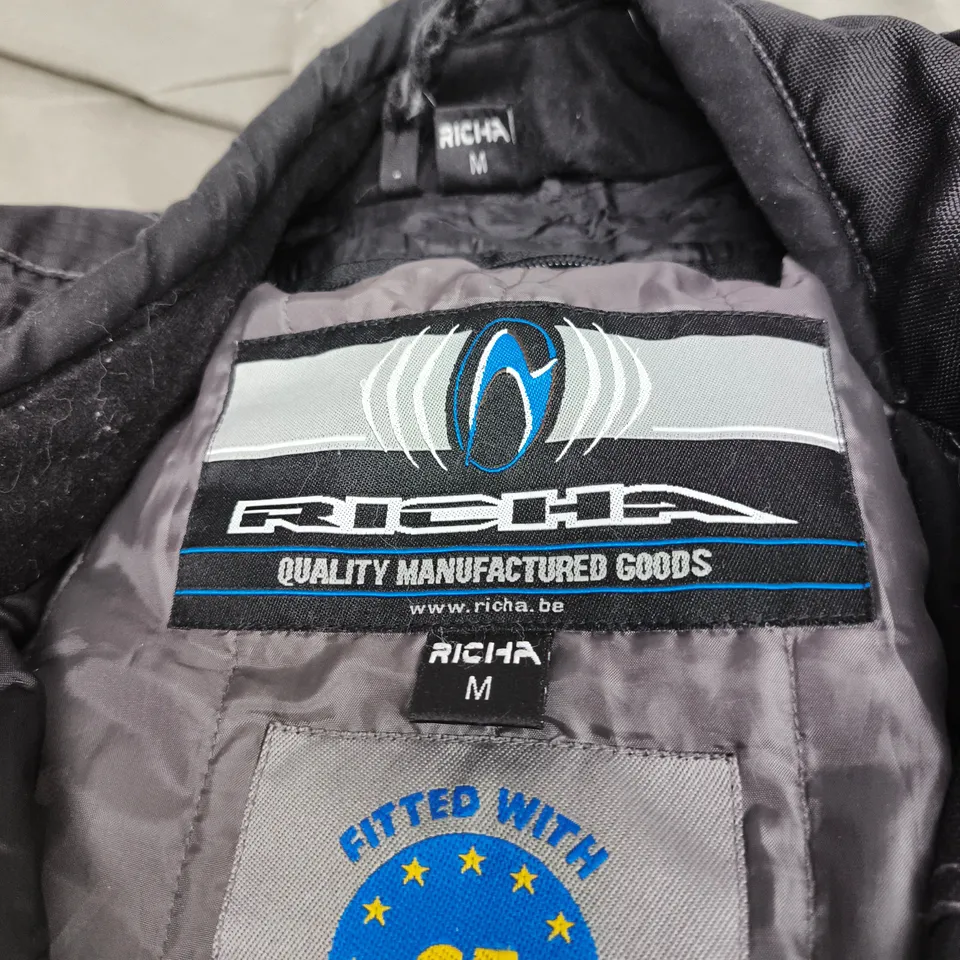 RICHA
M
RICHA
QUALITY MANUFACTURED GOODS
www.richa.be
RICHA
M
FITTED WITH